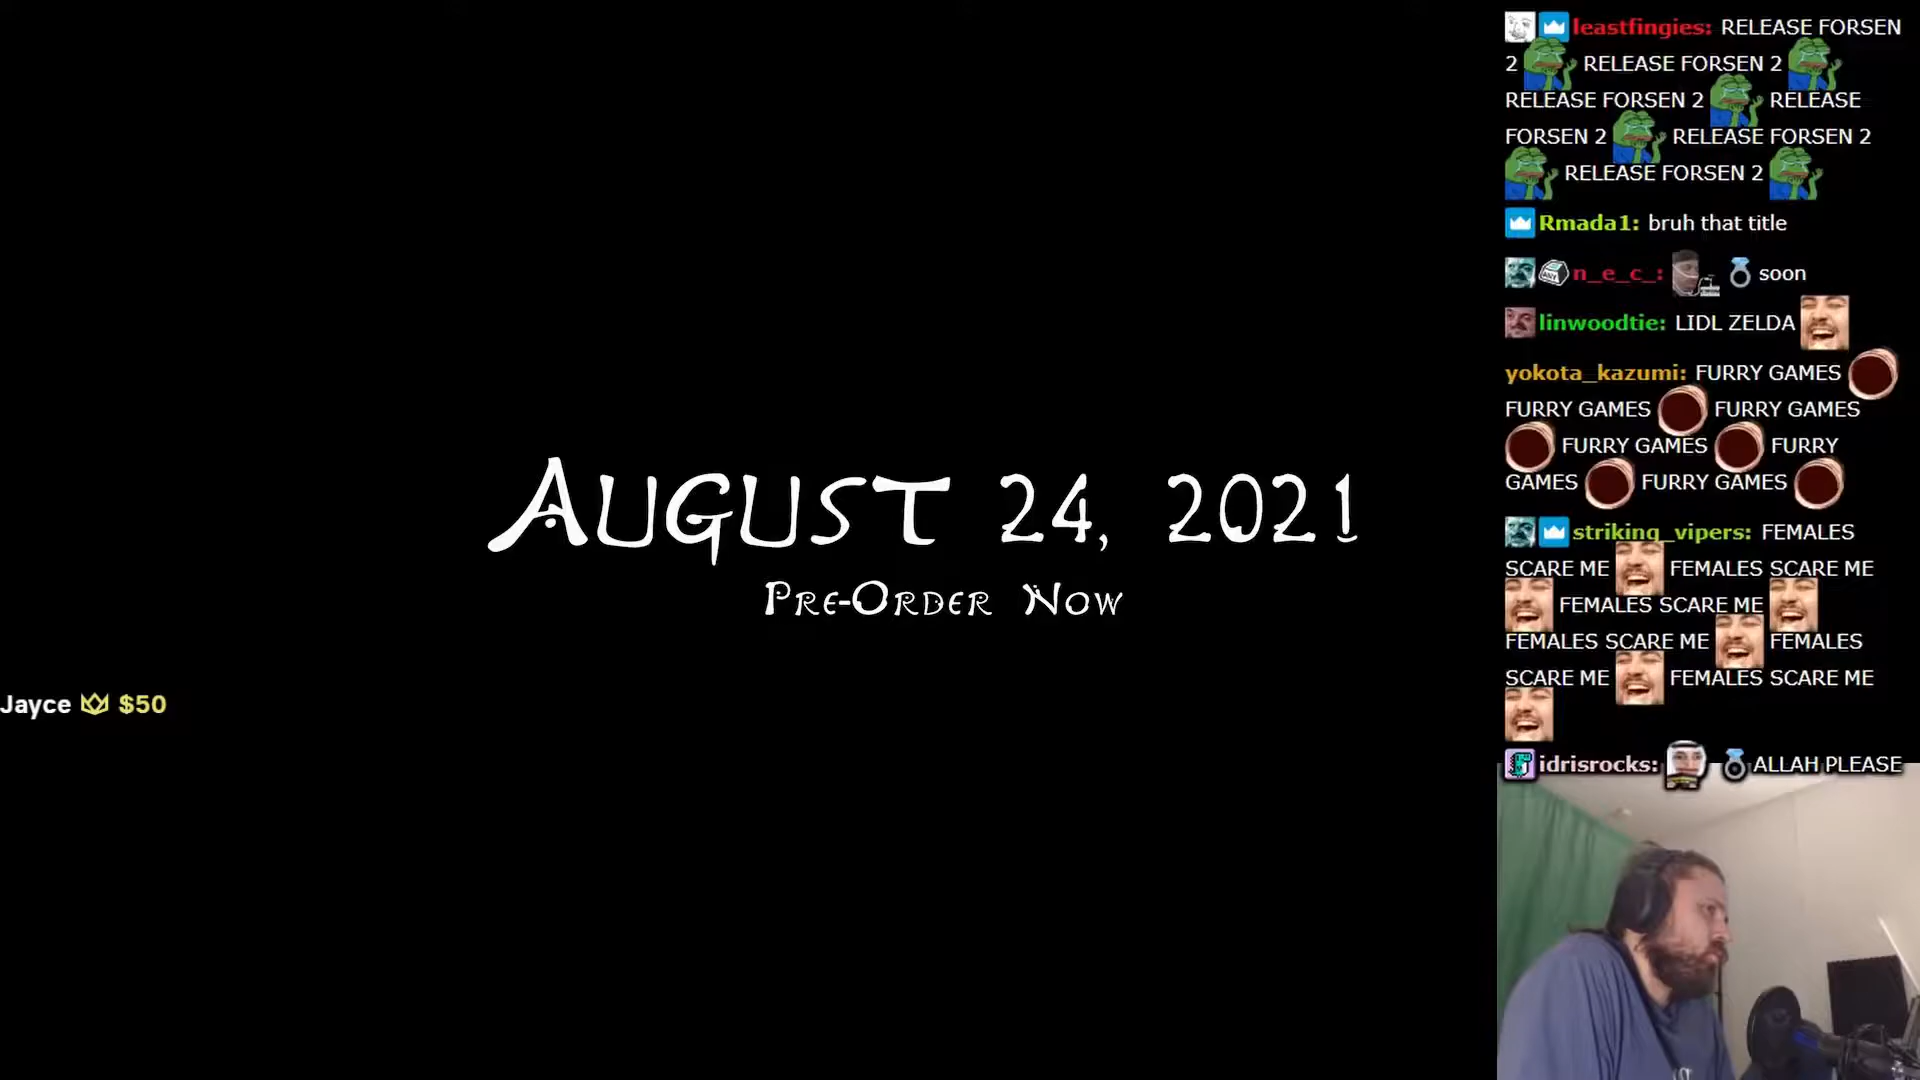 AUGUST 24, 2021
PRE-ORDER NOW
Jayce $50
leastfingies: RELEASE FORSEN
2 RELEASE FORSEN 2
RELEASE FORSEN 2 RELEASE
FORSEN 2 RELEASE FORSEN 2
RELEASE FORSEN 2
Rmada1: bruh that title
n_e_c_: soon
linwoodtie: LIDL ZELDA
yokota_kazumi: FURRY GAMES
FURRY GAMES FURRY GAMES
FURRY GAMES FURRY
GAMES FURRY GAMES
striking_vipers: FEMALES
SCARE ME FEMALES SCARE ME
FEMALES SCARE ME
FEMALES SCARE ME FEMALES
SCARE ME FEMALES SCARE ME
idrisrocks: ALLAH PLEASE